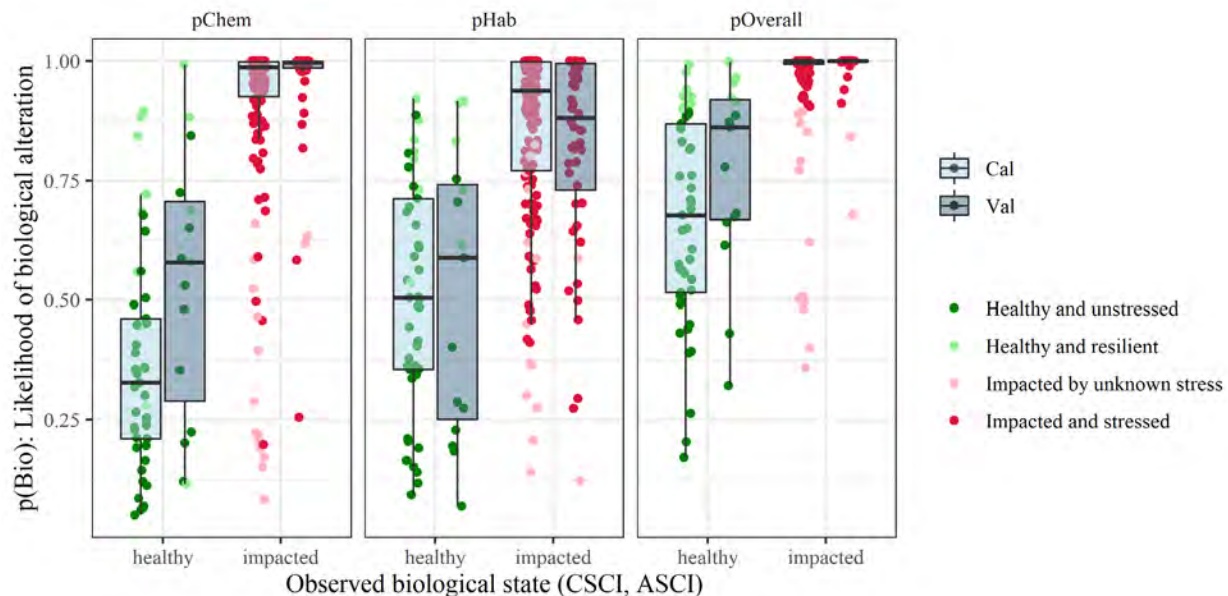 pChem
pHab
pOverall
p(Bio): Likelihood of biological alteration
1.00
0.75
0.50
0.25
healthy
impacted
healthy
impacted
healthy
impacted
Observed biological state (CSCI, ASCI)
Cal
Val
Healthy and unstressed
Healthy and resilient
Impacted by unknown stress
Impacted and stressed